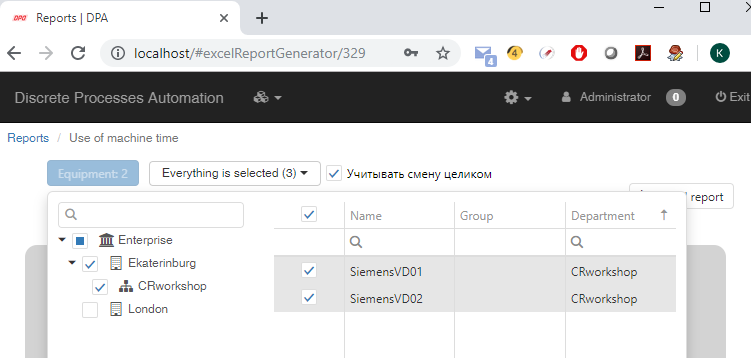 DPA Reports | DPA
localhost/#excelReportGenerator/329
4
4
K
Discrete Processes Automation
Administrator 0 Exit
Reports / Use of machine time
Equipment: 2 Everything is selected (3) Учитывать смену целиком
report
Name Group Department
Enterprise
Ekaterinburg
CRworkshop
London
SiemensVD01 CRworkshop
SiemensVD02 CRworkshop